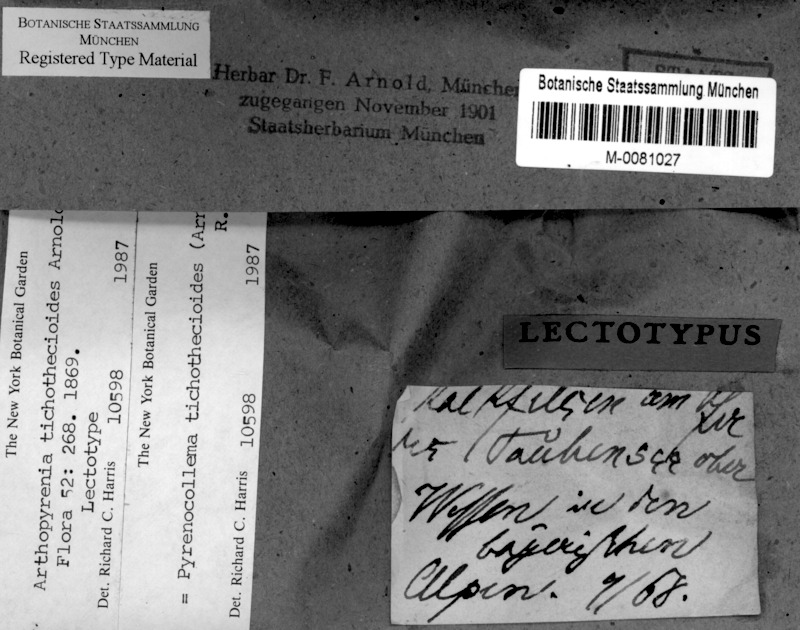 BOTANISCHE STAATSSAMMLUNG
MÜNCHEN
Registered Type Material
Herbar Dr. F. Arnold, München
zugegangen November 1901
Staatsherbarium München
Botanische Staatssammlung München
M-0081027
The New York Botanical Garden
Arthopyrenia tichothecioides Arnold
Flora 52: 268. 1869.
Lectotype
Det. Richard C. Harris 10598 1987
The New York Botanical Garden
= Pyrenocollema tichothecioides (Arn
R.
Det. Richard C. Harris 10598 1987
LECTOTYPUS
Kalkfelsen am
des Taubensee ober
Wessen in den
bayerischen
Alpen. 9/68.